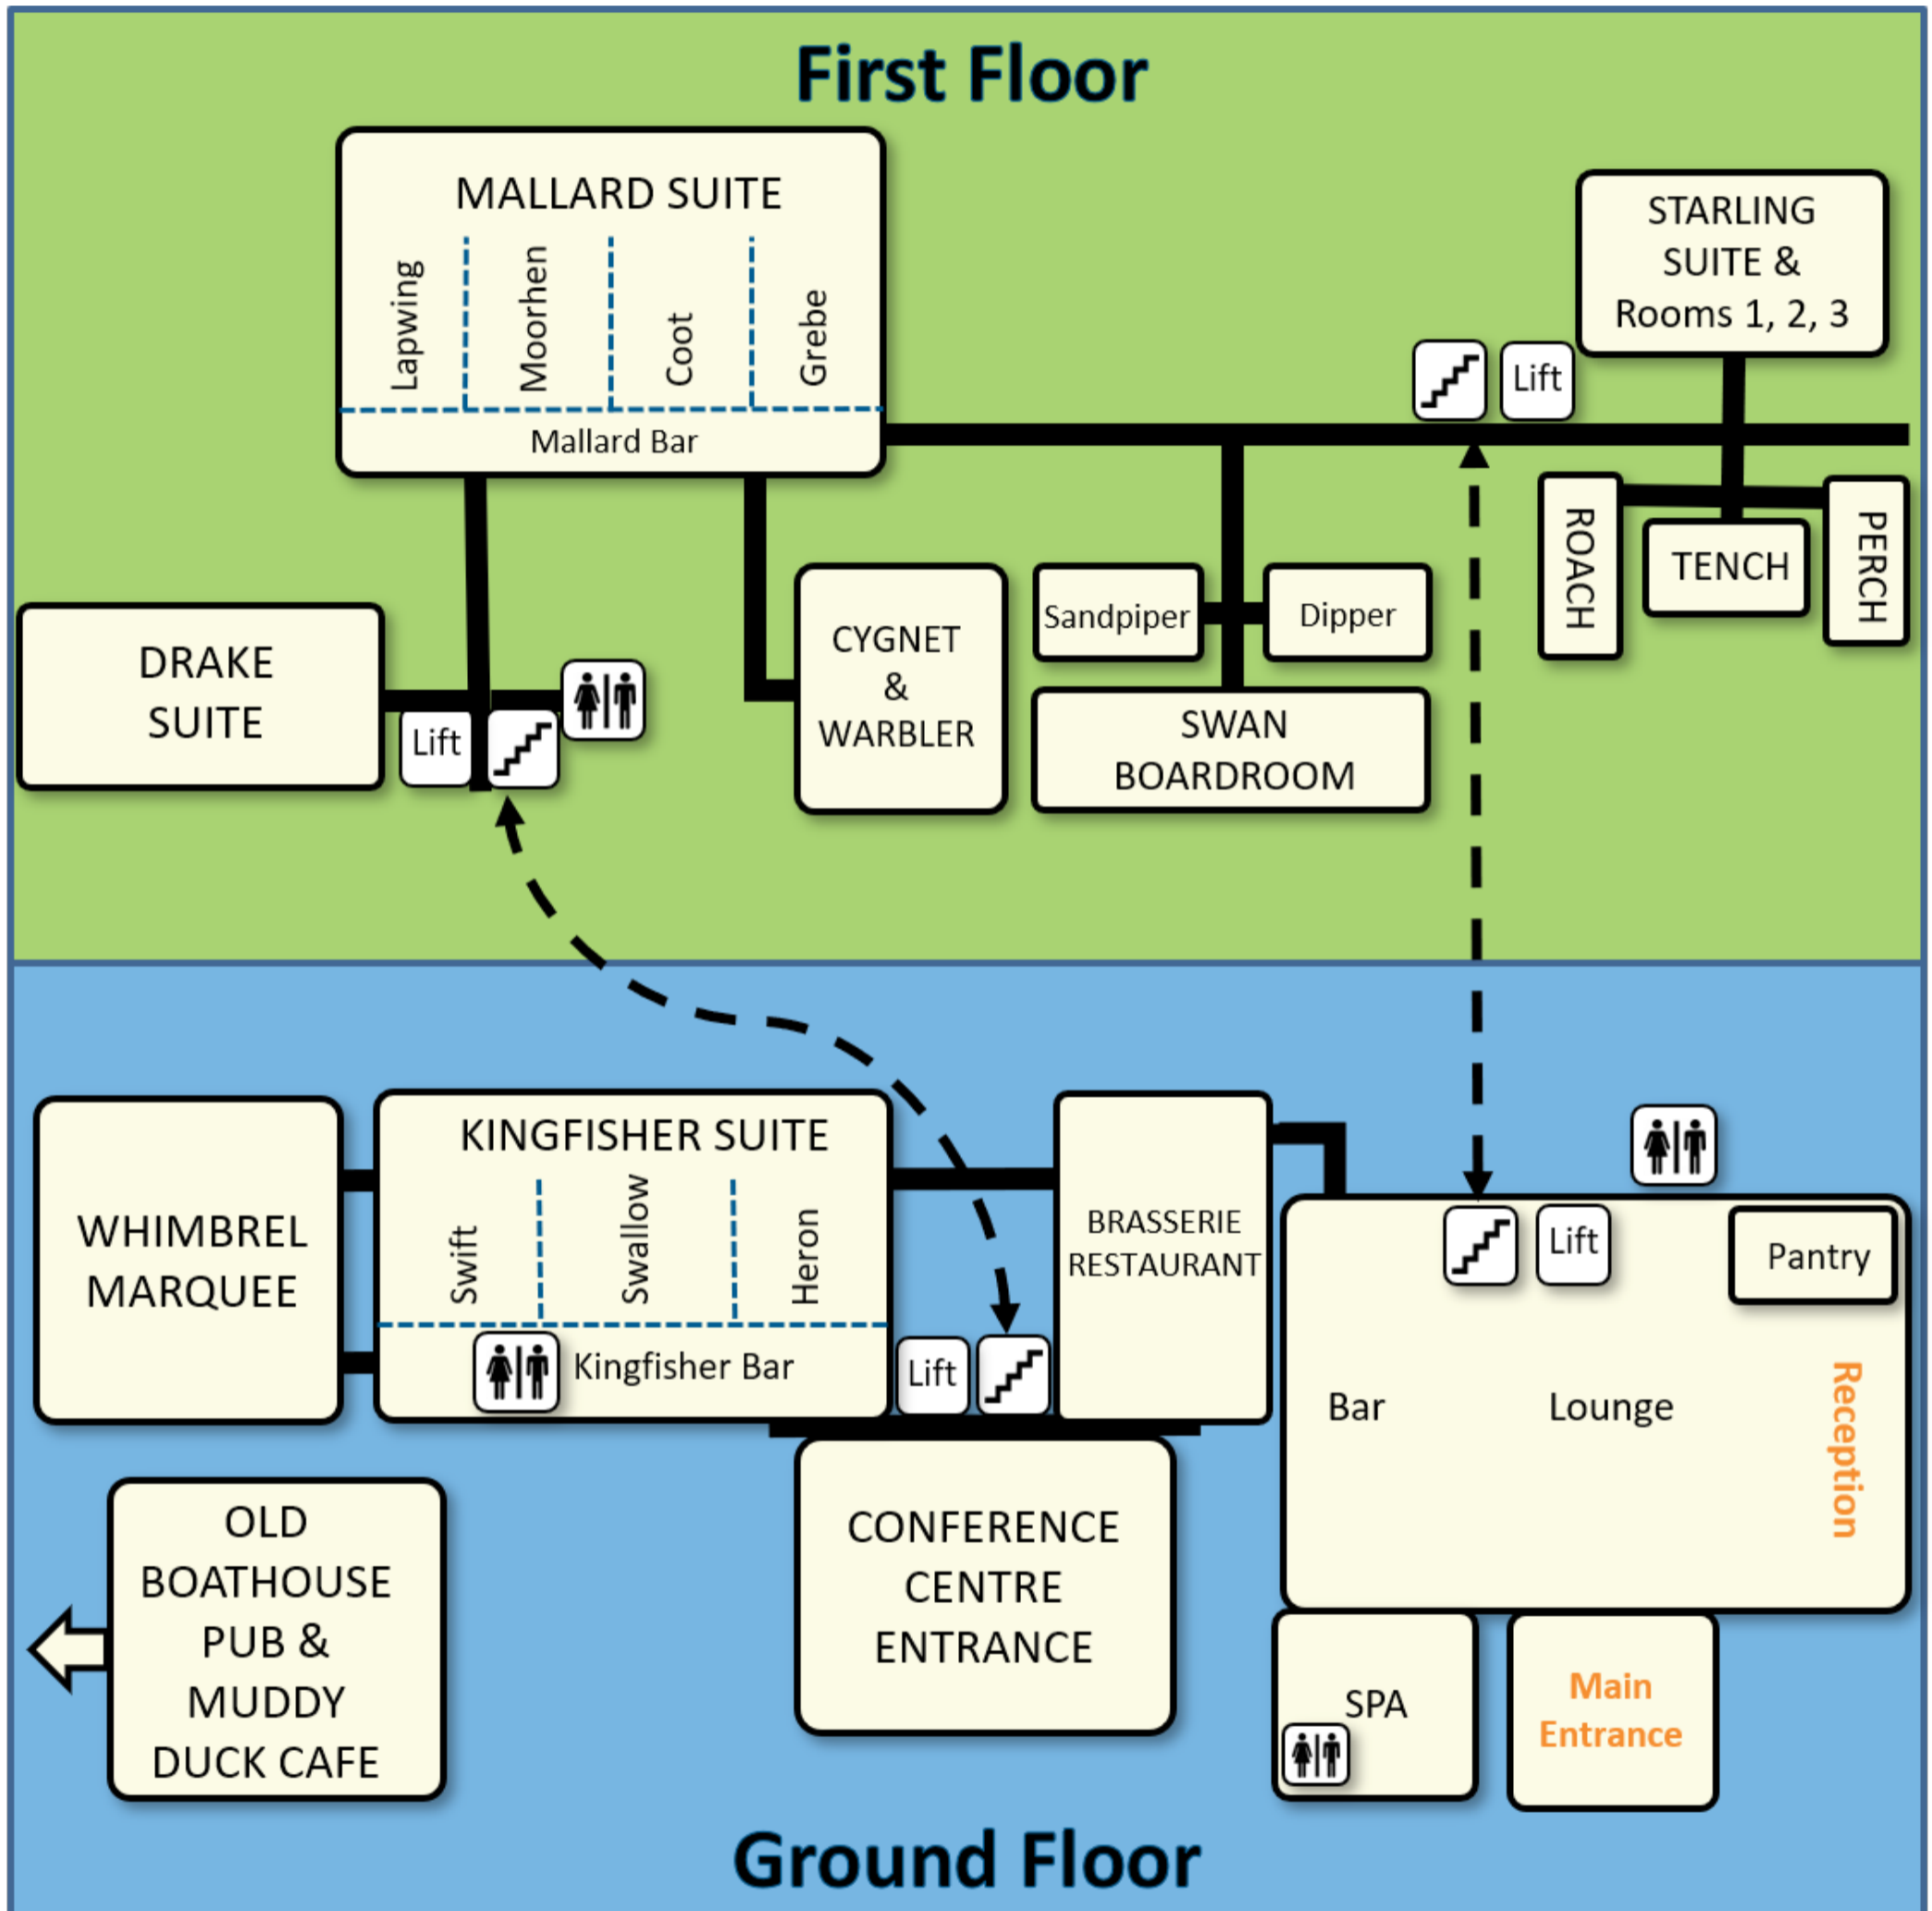 First Floor
MALLARD SUITE
Lapwing
Moorhen
Coot
Grebe
Mallard Bar
STARLING
SUITE &
Rooms 1, 2, 3
Lift
ROACH
TENCH
PERCH
DRAKE
SUITE
Lift
CYGNET
&
WARBLER
Sandpiper
Dipper
SWAN
BOARDROOM
WHIMBREL
MARQUEE
KINGFISHER SUITE
Swift
Swallow
Heron
Kingfisher Bar
Lift
BRASSERIE
RESTAURANT
Lift
Pantry
Bar
Lounge
Reception
OLD
BOATHOUSE
PUB &
MUDDY
DUCK CAFE
CONFERENCE
CENTRE
ENTRANCE
SPA
Main
Entrance
Ground Floor